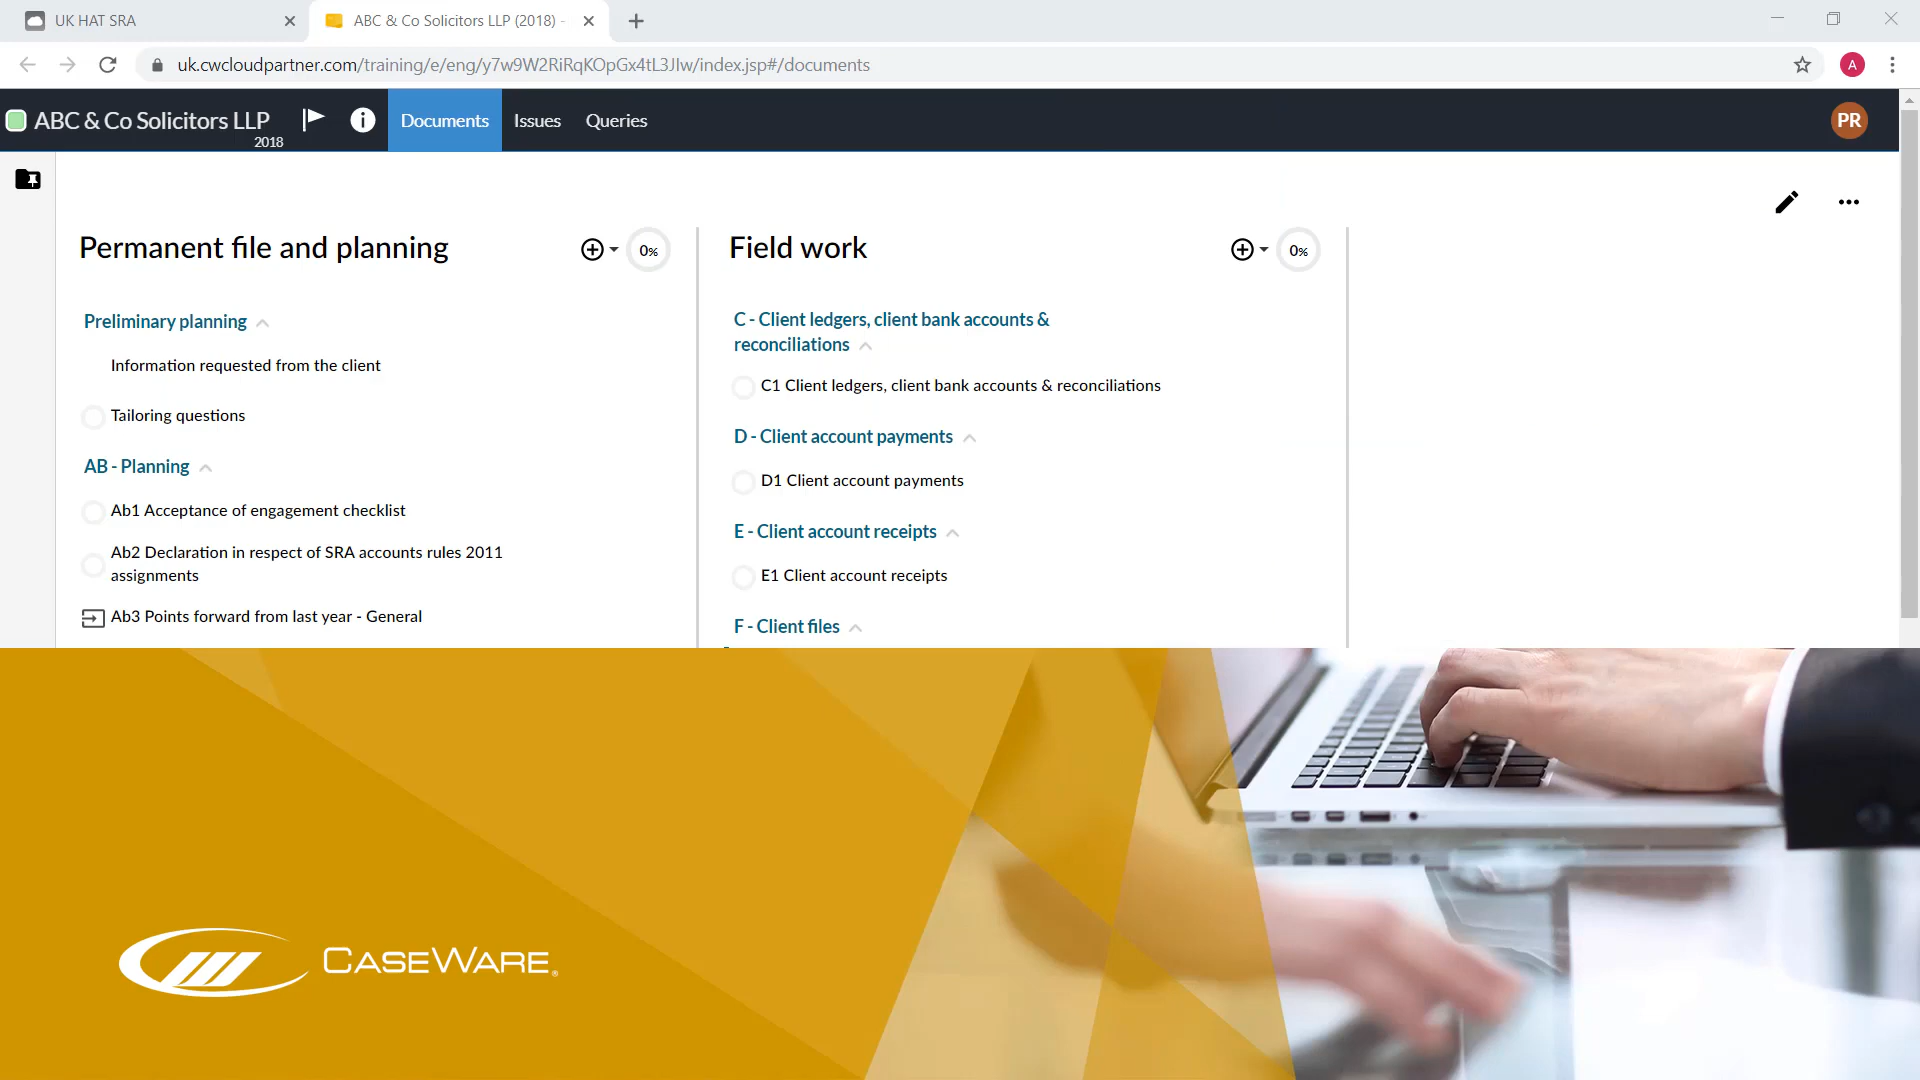 UK HAT SRA
ABC & Co Solicitors LLP (2018) -
uk.cwcloudpartner.com/training/e/eng/y7w9W2RiRqKOpGx4tL3JIw/index.jsp#/documents
A
ABC & Co Solicitors LLP
2018
Documents
Issues
Queries
PR
Permanent file and planning
0%
Preliminary planning
Information requested from the client
Tailoring questions
AB - Planning
Ab1 Acceptance of engagement checklist
Ab2 Declaration in respect of SRA accounts rules 2011
assignments
Ab3 Points forward from last year - General
Field work
0%
C - Client ledgers, client bank accounts &
reconciliations
C1 Client ledgers, client bank accounts & reconciliations
D - Client account payments
D1 Client account payments
E - Client account receipts
E1 Client account receipts
F - Client files
CASEWARE®